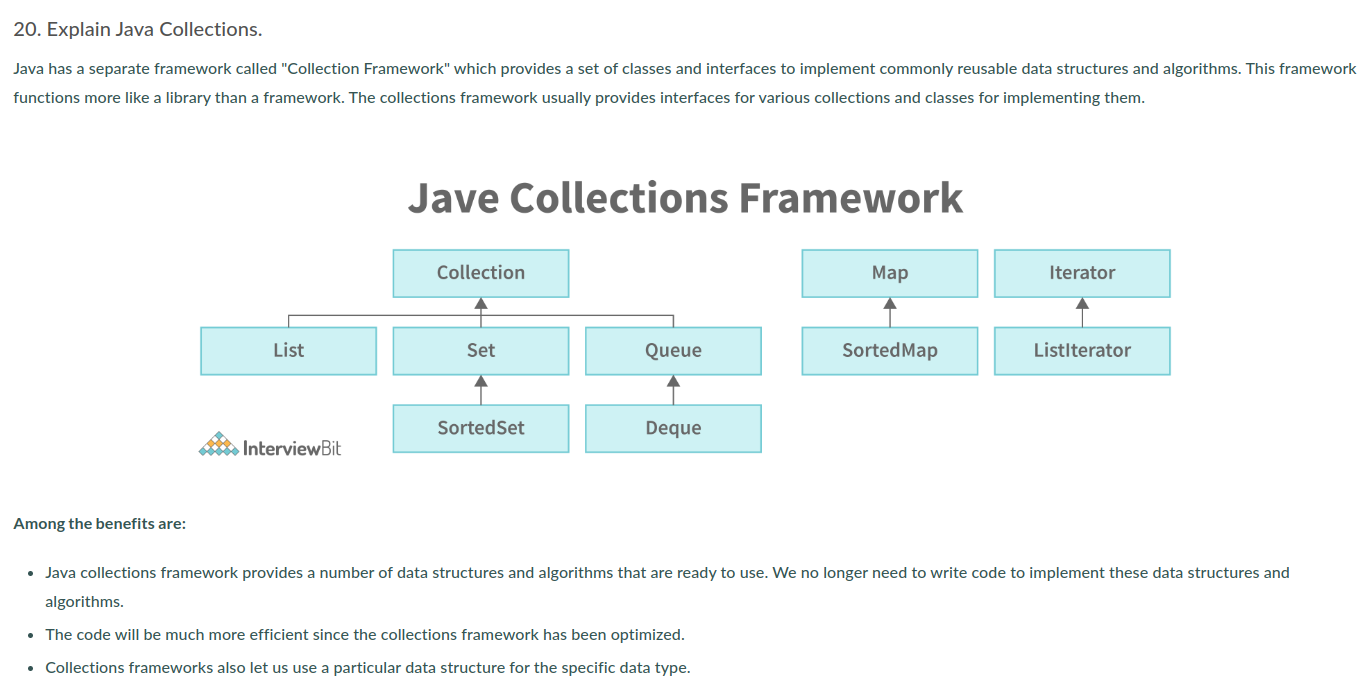 20. Explain Java Collections.
Java has a separate framework called "Collection Framework" which provides a set of classes and interfaces to implement commonly reusable data structures and algorithms. This framework
functions more like a library than a framework. The collections framework usually provides interfaces for various collections and classes for implementing them.
Jave Collections Framework
Collection
Map
Iterator
List
Set
Queue
SortedMap
ListIterator
SortedSet
Deque
InterviewBit
Among the benefits are:
• Java collections framework provides a number of data structures and algorithms that are ready to use. We no longer need to write code to implement these data structures and
algorithms.
• The code will be much more efficient since the collections framework has been optimized.
• Collections frameworks also let us use a particular data structure for the specific data type.